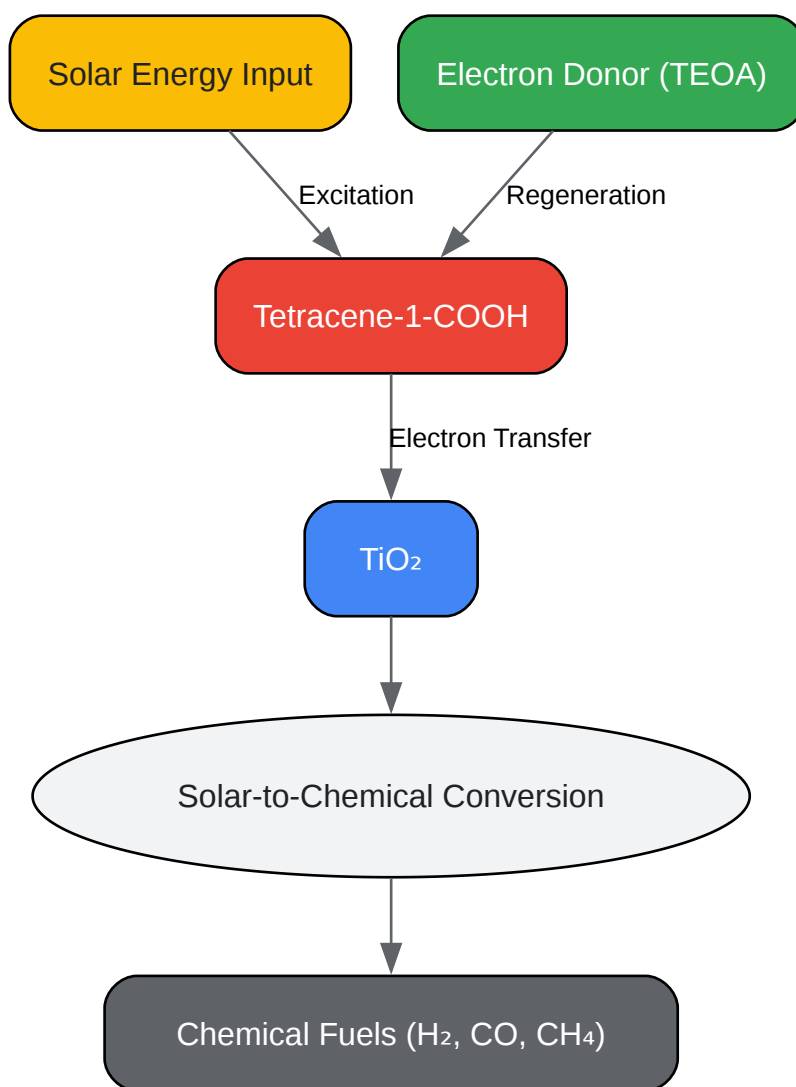 Solar Energy Input
Electron Donor (TEOA)
Excitation
Regeneration
Tetracene-1-COOH
Electron Transfer
TiO₂
Solar-to-Chemical Conversion
Chemical Fuels (H₂, CO, CH₄)